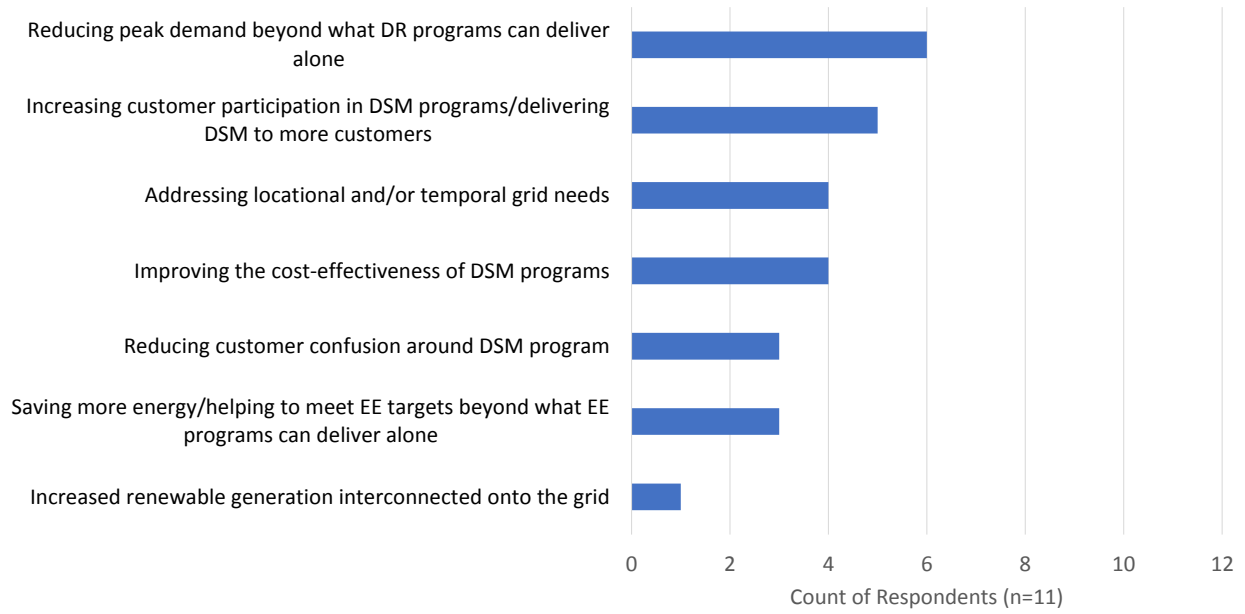 Reducing peak demand beyond what DR programs can deliver
alone
Increasing customer participation in DSM programs/delivering
DSM to more customers
Addressing locational and/or temporal grid needs
Improving the cost-effectiveness of DSM programs
Reducing customer confusion around DSM program
Saving more energy/helping to meet EE targets beyond what EE
programs can deliver alone
Increased renewable generation interconnected onto the grid
0 2 4 6 8 10 12
Count of Respondents (n=11)